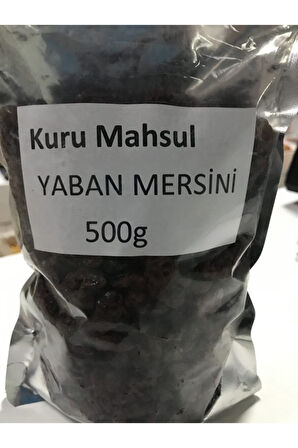 Kuru Mahsul
YABAN MERSİNİ
500g